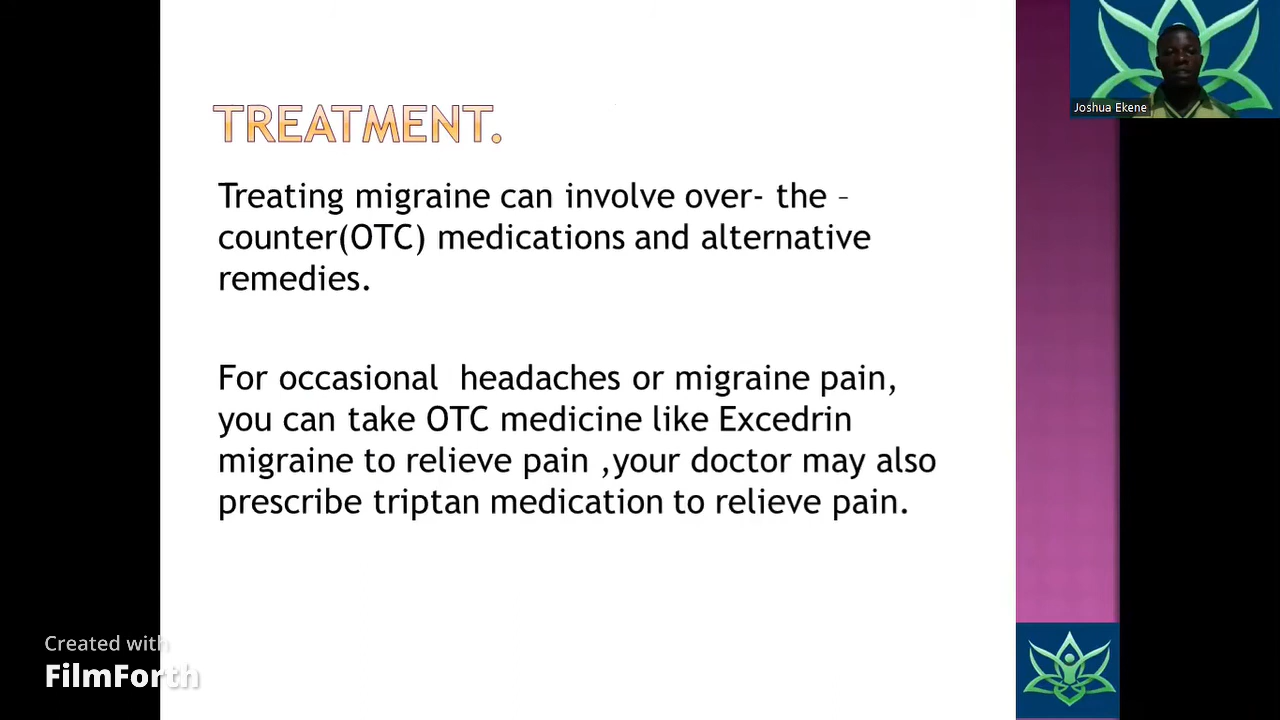 Joshua Ekene
TREATMENT.
Treating migraine can involve over- the –
counter(OTC) medications and alternative
remedies.
For occasional  headaches or migraine pain,
you can take OTC medicine like Excedrin
migraine to relieve pain ,your doctor may also
prescribe triptan medication to relieve pain.
Created with
FilmForth